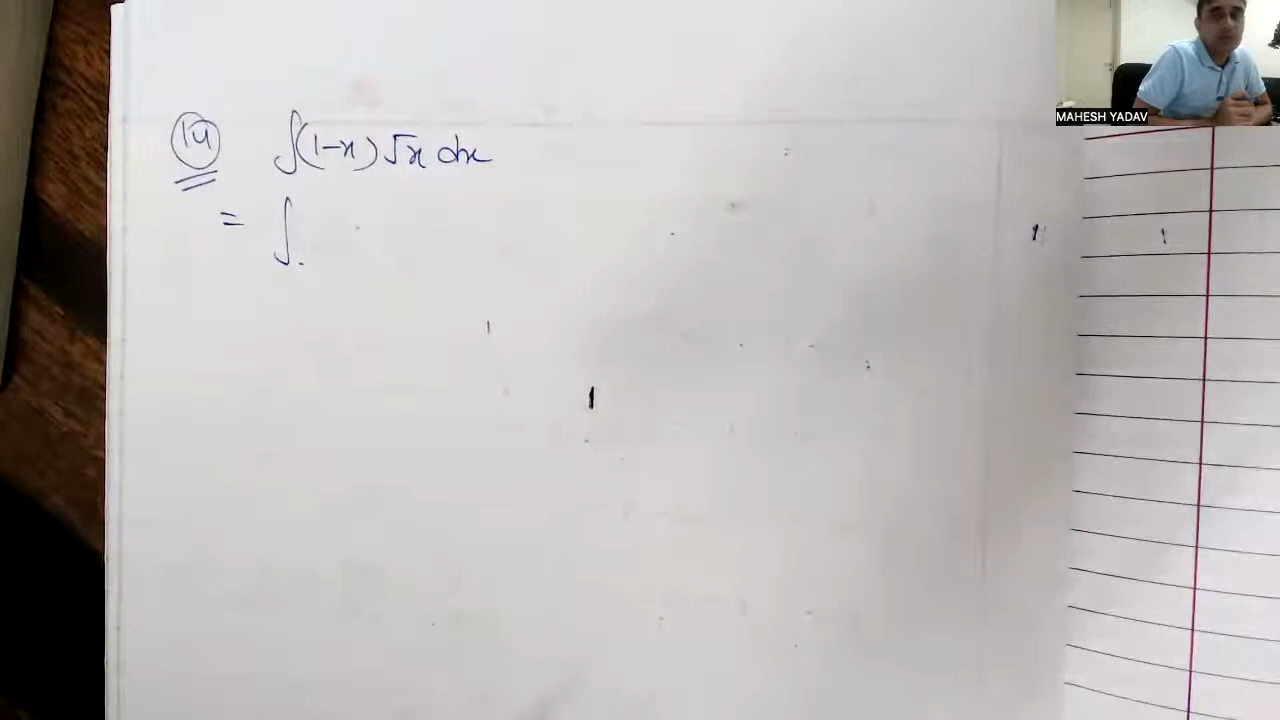 14 ∫(1-x) √x dx
= ∫
MAHESH YADAV